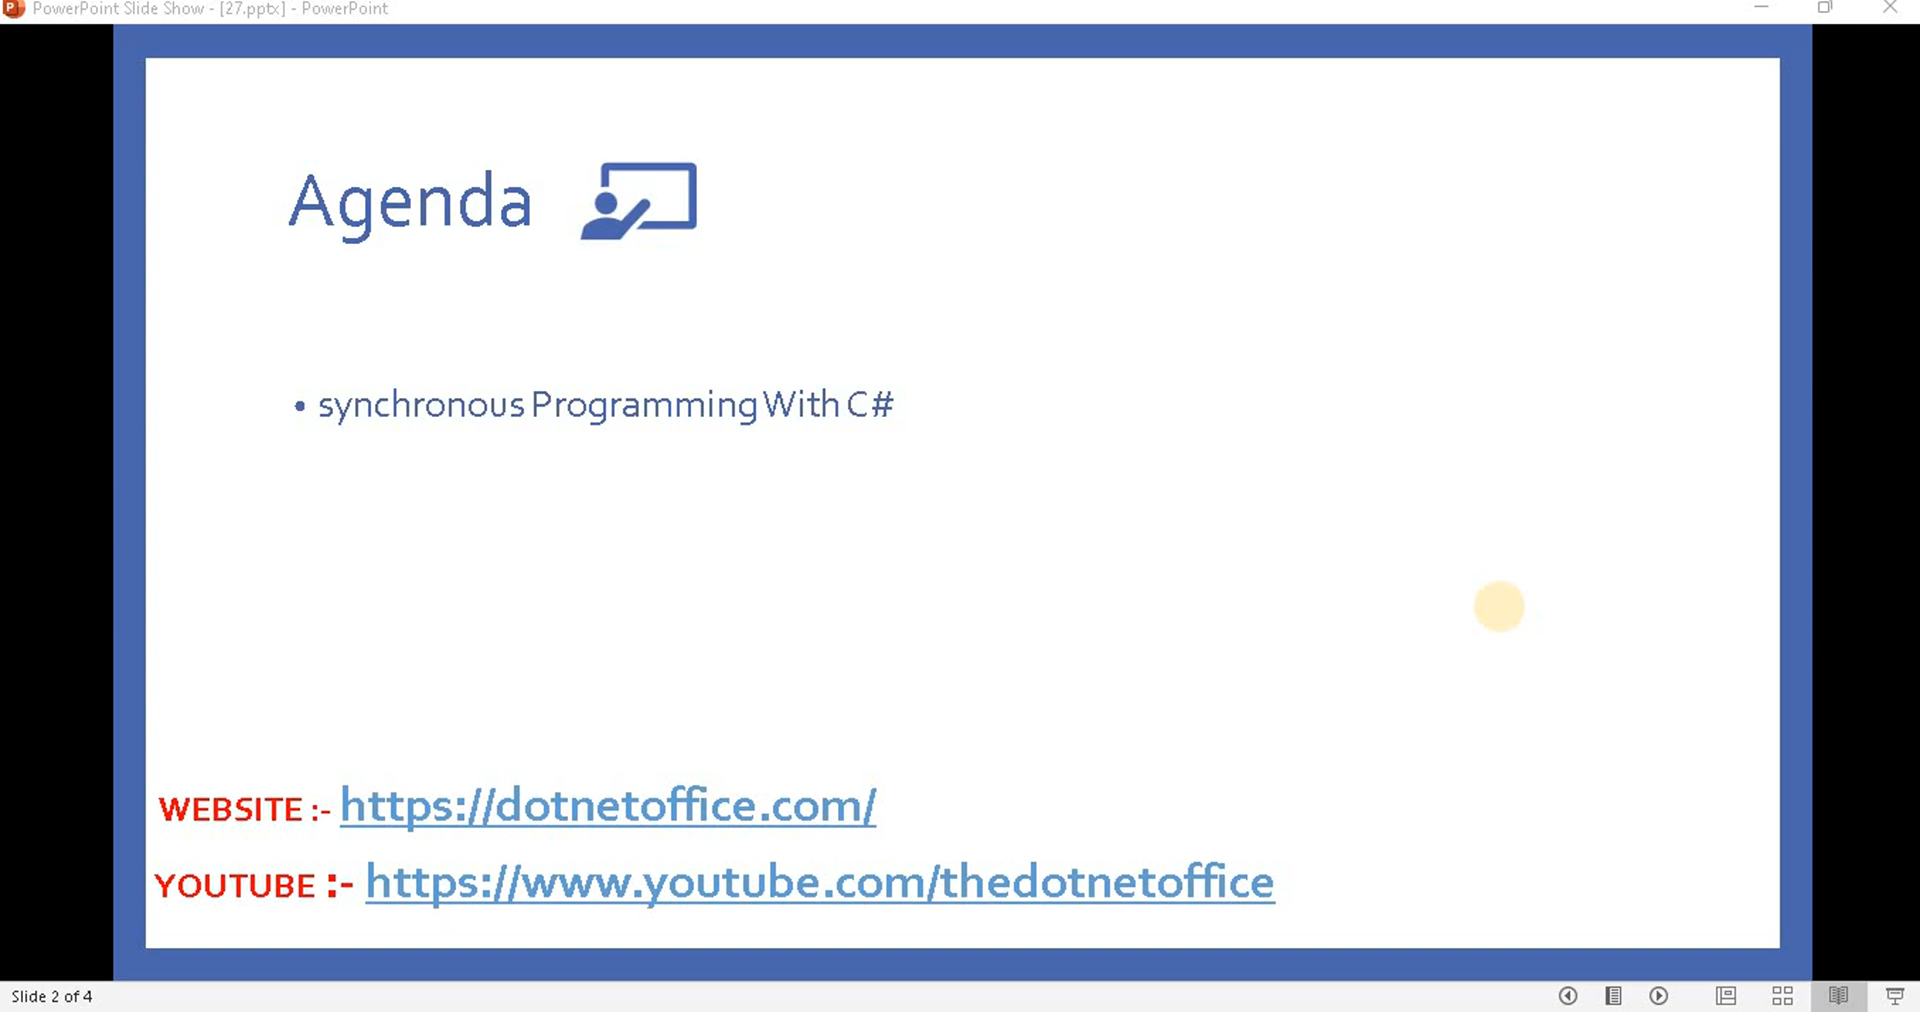 PowerPoint Slide Show - [27.pptx] - PowerPoint
Agenda
• synchronous Programming With C#
WEBSITE :- https://dotnetoffice.com/
YOUTUBE :- https://www.youtube.com/thedotnetoffice
Slide 2 of 4